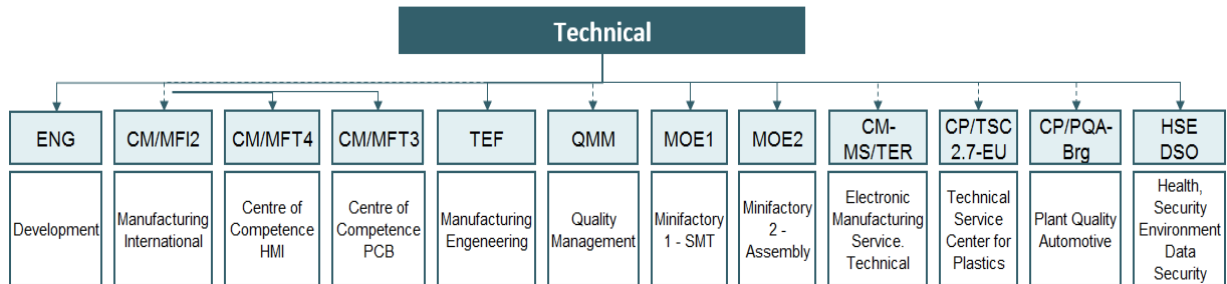 Technical
ENG
CM/MFI2
CM/MFT4
CM/MFT3
TEF
QMM
MOE1
MOE2
CM-
MS/TER
CP/TSC
2.7-EU
CP/PQA-
Brg
HSE
DSO
Development
Manufacturing
International
Centre of
Competence
HMI
Centre of
Competence
PCB
Manufacturing
Engeneering
Quality
Management
Minifactory
1 - SMT
Minifactory
2 -
Assembly
Electronic
Manufacturing
Service.
Technical
Technical
Service
Center for
Plastics
Plant Quality
Automotive
Health,
Security
Environment
Data
Security